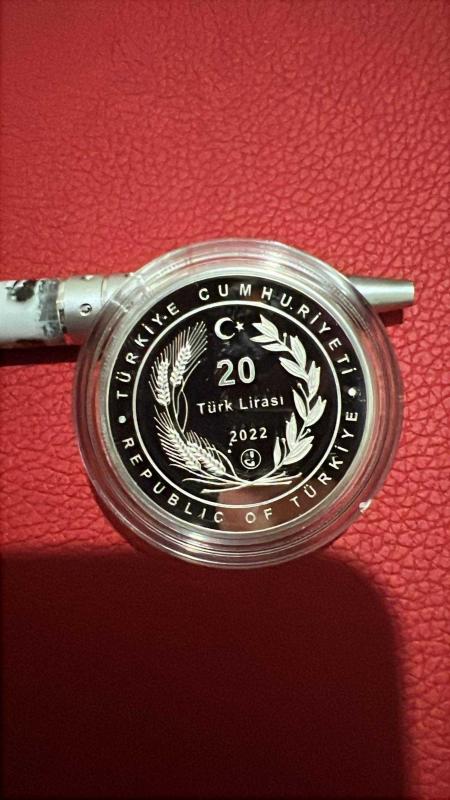 TÜRKİYE CUMHURİYETİ
20
Türk Lirası
2022
REPUBLIC OF TÜRKİYE